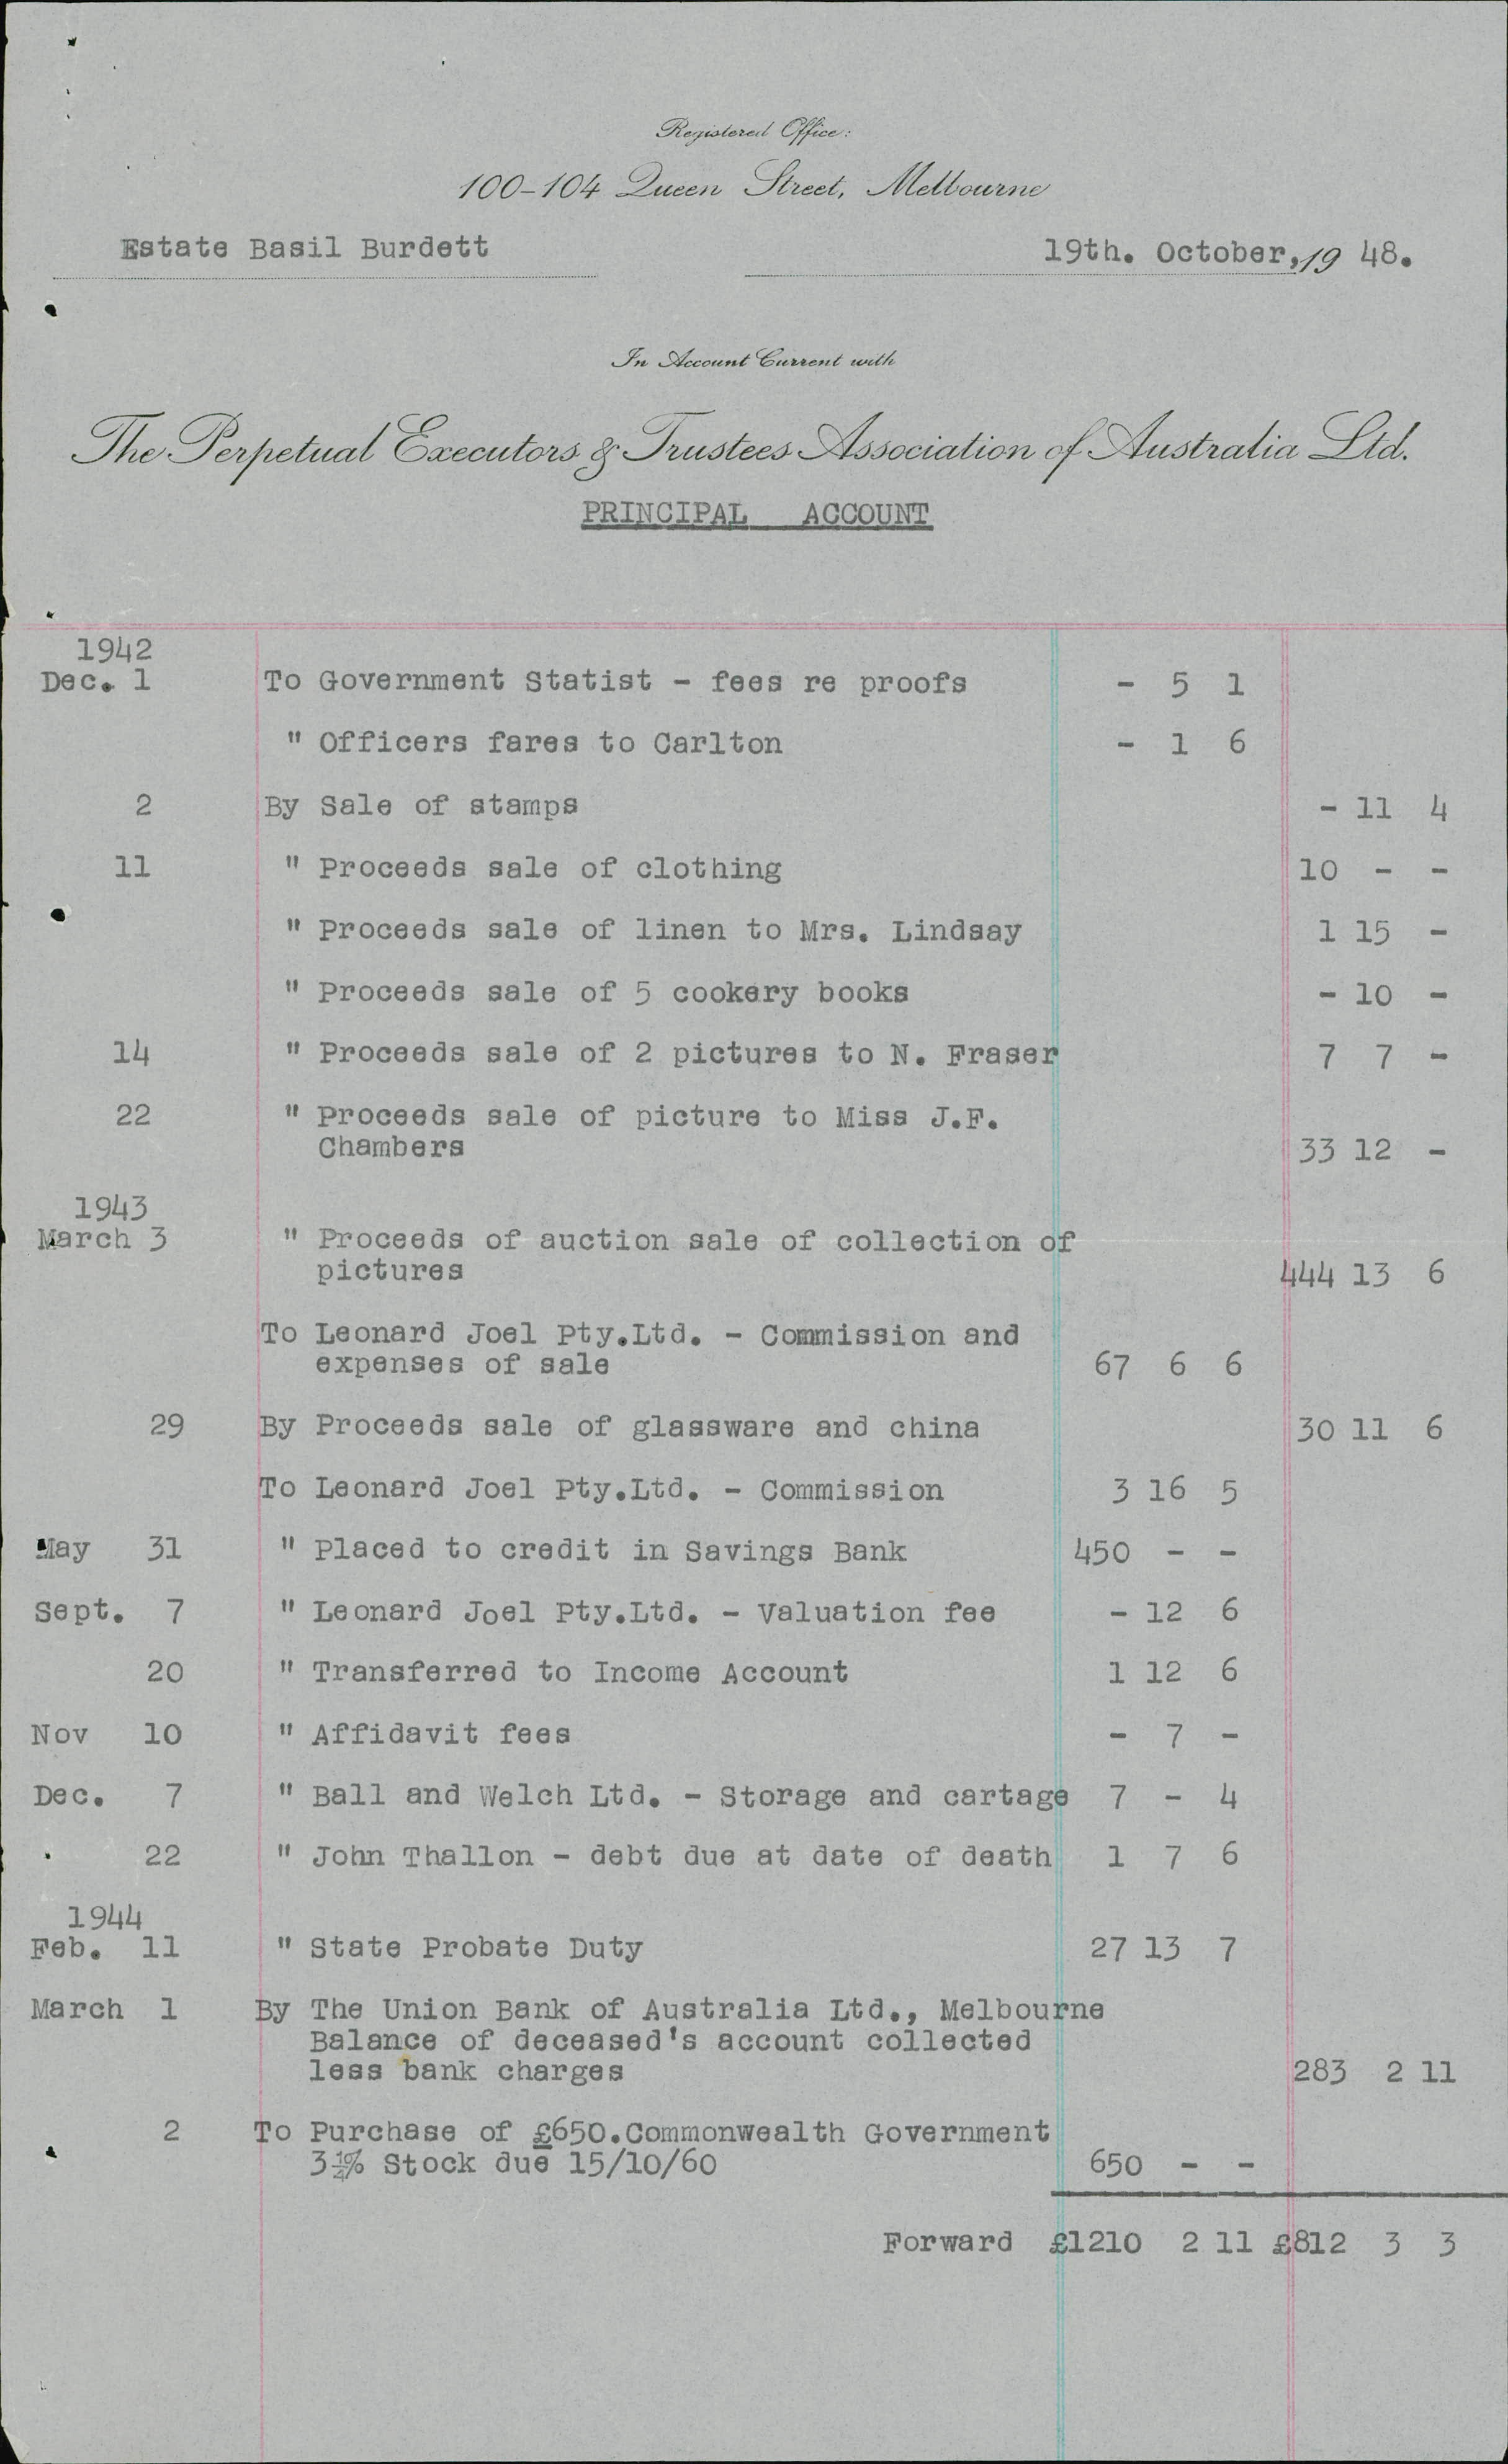 Registered Office:
100-104 Queen Street, Melbourne
Estate Basil Burdett 19th. October, 19 48.
In Account Current with
The Perpetual Executors & Trustees Association of Australia Ltd.
PRINCIPAL ACCOUNT
1942
Dec. 1 To Government Statist - fees re proofs - 5 1
" Officers fares to Carlton - 1 6
2 By Sale of stamps - 11 4
11 " Proceeds sale of clothing 10 - -
" Proceeds sale of linen to Mrs. Lindsay 1 15 -
" Proceeds sale of 5 cookery books - 10 -
14 " Proceeds sale of 2 pictures to N. Fraser 7 7 -
22 " Proceeds sale of picture to Miss J.F.
Chambers 33 12 -
1943
March 3 " Proceeds of auction sale of collection of
pictures 444 13 6
To Leonard Joel Pty.Ltd. - Commission and
expenses of sale 67 6 6
29 By Proceeds sale of glassware and china 30 11 6
To Leonard Joel Pty.Ltd. - Commission 3 16 5
May 31 " Placed to credit in Savings Bank 450 - -
Sept. 7 " Leonard Joel Pty.Ltd. - Valuation fee - 12 6
20 " Transferred to Income Account 1 12 6
Nov 10 " Affidavit fees - 7 -
Dec. 7 " Ball and Welch Ltd. - Storage and cartage 7 - 4
22 " John Thallon - debt due at date of death 1 7 6
1944
Feb. 11 " State Probate Duty 27 13 7
March 1 By The Union Bank of Australia Ltd., Melbourne
Balance of deceased's account collected
less bank charges 283 2 11
2 To Purchase of £650.Commonwealth Government
3¼% Stock due 15/10/60 650 - -
Forward £1210 2 11 £812 3 3